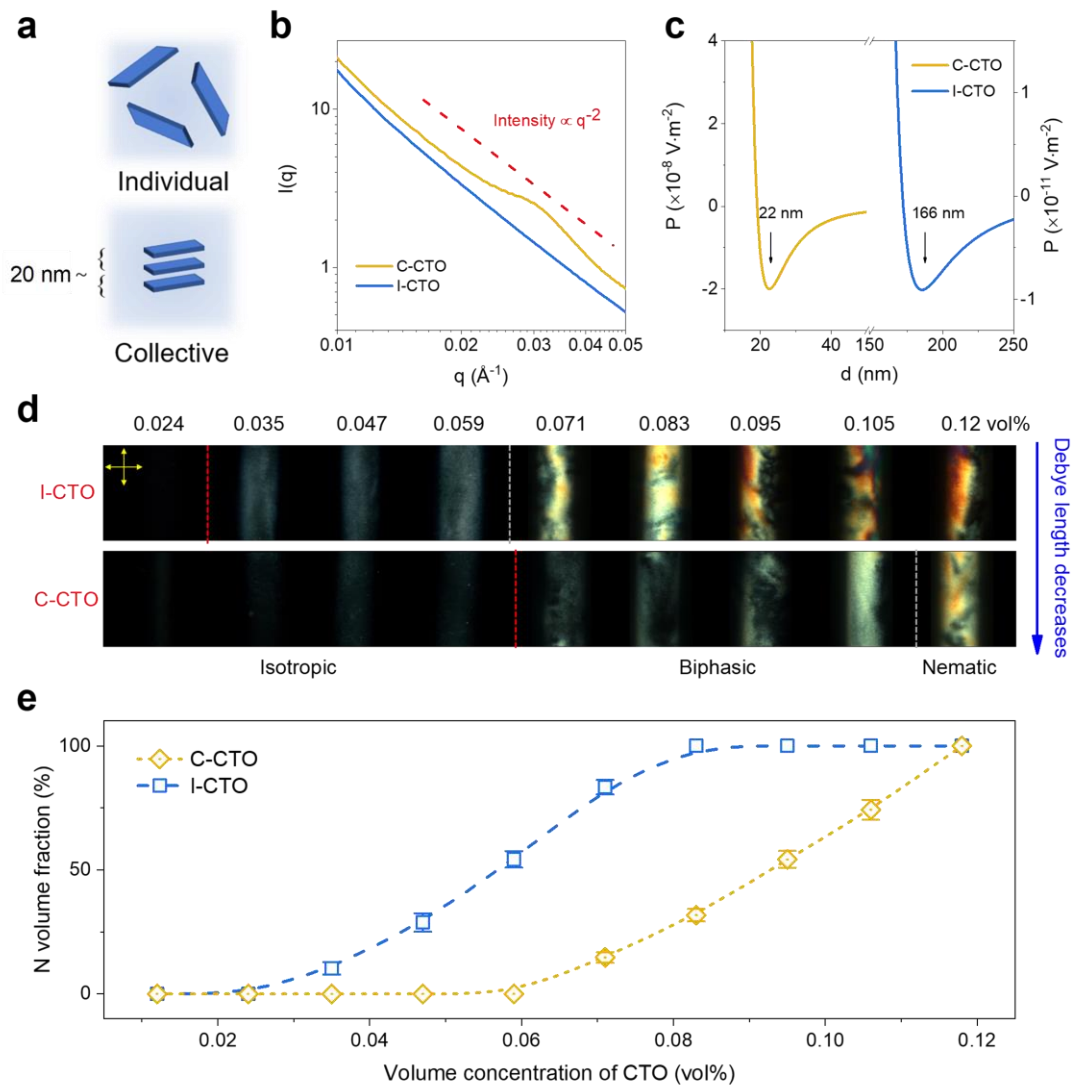 a
Individual
20 nm ~
Collective
b
10
1
I(q)
Intensity ∝ q-2
C-CTO
I-CTO
0.01
0.02
0.03
0.04
0.05
q (Å-1)
c
4
2
0
-2
P (×10-8 V·m-2)
22 nm
166 nm
C-CTO
I-CTO
1
0
-1
P (×10-11 V·m-2)
20
40
150
200
250
d (nm)
d
0.024 0.035 0.047 0.059 0.071 0.083 0.095 0.105 0.12 vol%
I-CTO
C-CTO
Debye length decreases
Isotropic Biphasic Nematic
e
C-CTO
I-CTO
100
50
0
N volume fraction (%)
0.02 0.04 0.06 0.08 0.10 0.12
Volume concentration of CTO (vol%)